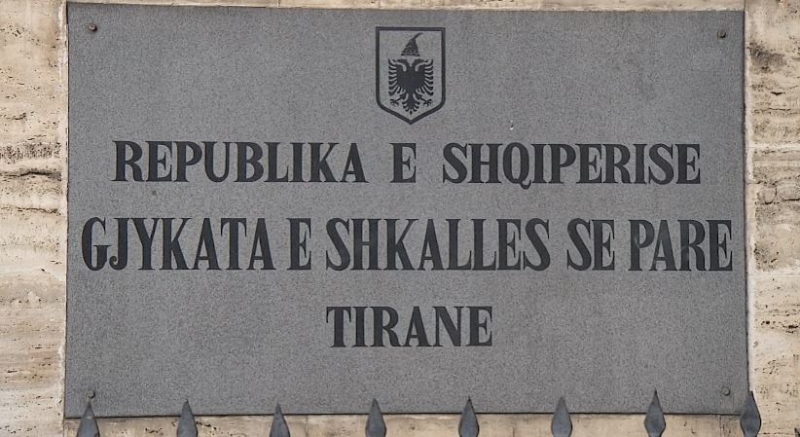 REPUBLIKA E SHQIPERISE
GJYKATA E SHKALLES SE PARE
TIRANE